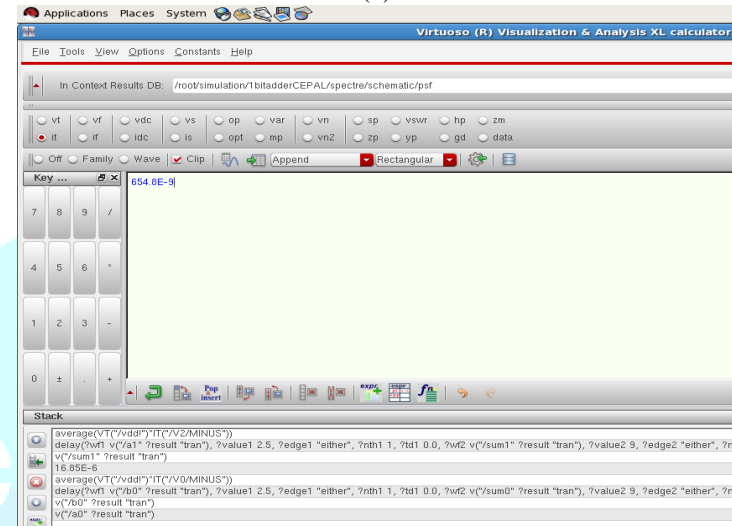 Applications Places System
Virtuoso (R) Visualization & Analysis XL calculator
File Tools View Options Constants Help
In Context Results DB: /root/simulation/1bitadderCEPAL/spectre/schematic/psf
vt vf vdc vs op var vn sp vswr hp zm
it if idc is opt mp vn2 zp yp gd data
Off Family Wave Clip Append Rectangular
Key ...
654.8E-9
7 8 9 /
4 5 6 *
1 2 3 -
0 ± . +
Pop & insert
expr
expr
fn
Stack
average(VT("/vdd!")*IT("/V2/MINUS"))
delay(?wf1 v("/a1" ?result "tran"), ?value1 2.5, ?edge1 "either", ?nth1 1, ?td1 0.0, ?wf2 v("/sum1" ?result "tran"), ?value2 9, ?edge2 "either", ?n
v("/sum1" ?result "tran")
16.85E-6
average(VT("/vdd!")*IT("/V0/MINUS"))
delay(?wf1 v("/b0" ?result "tran"), ?value1 2.5, ?edge1 "either", ?nth1 1, ?td1 0.0, ?wf2 v("/sum0" ?result "tran"), ?value2 9, ?edge2 "either", ?n
v("/b0" ?result "tran")
v("/a0" ?result "tran")